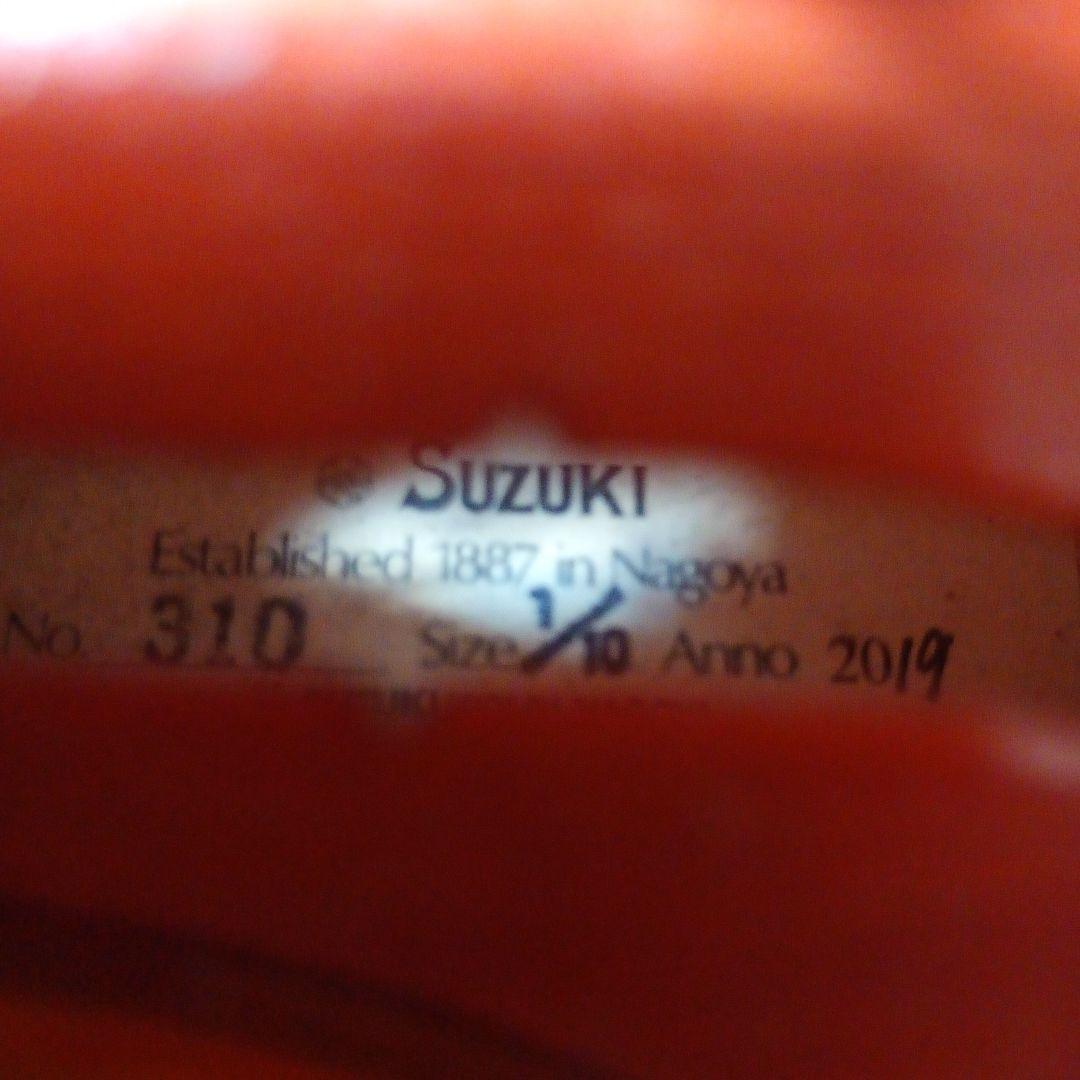 SUZUKI
Established 1887 in Nagoya
No. 310 Size 1/10 Anno 2019